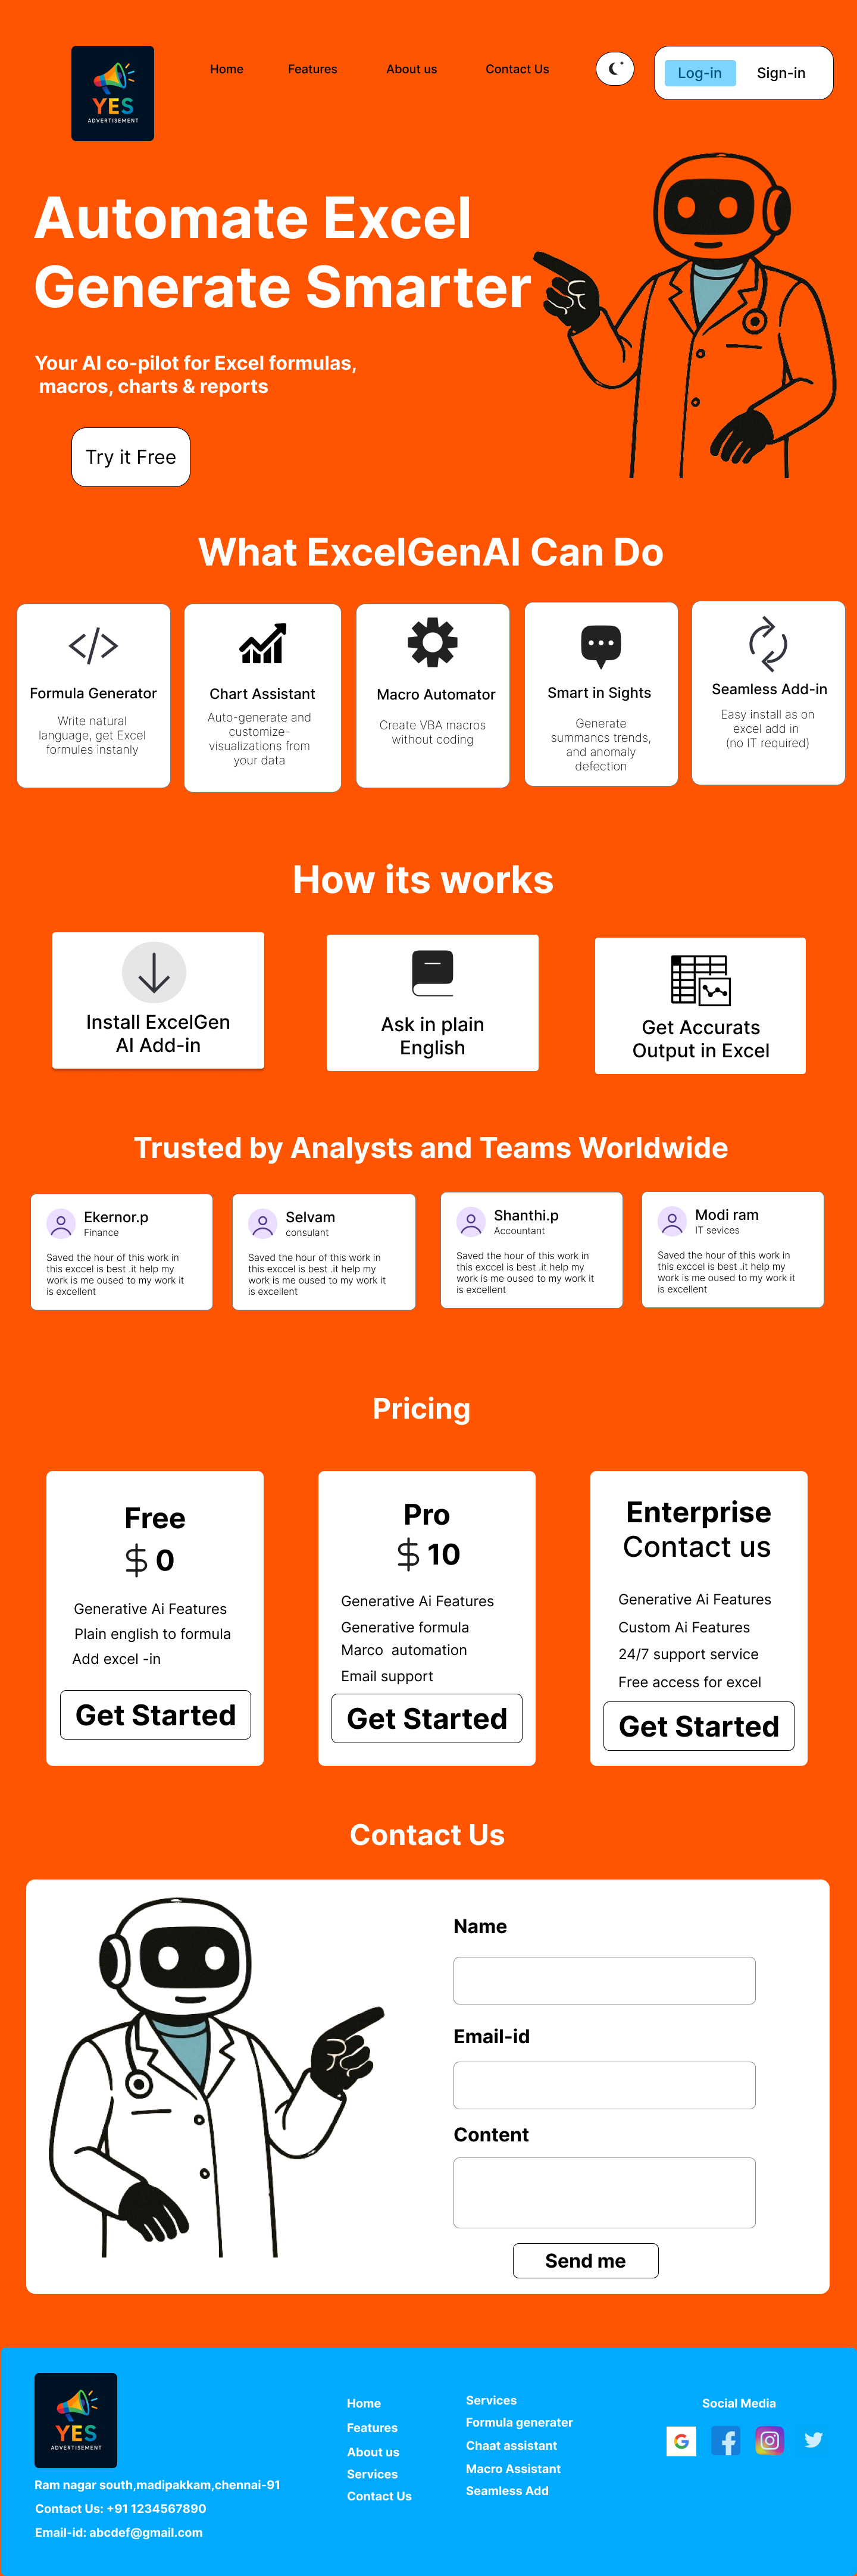 YES
ADVERTISEMENT
Home
Features
About us
Contact Us
Log-in
Sign-in
Automate Excel
Generate Smarter
Your AI co-pilot for Excel formulas,
macros, charts & reports
Try it Free
What ExcelGenAI Can Do
Formula Generator
Write natural
language, get Excel
formules instanly
Chart Assistant
Auto-generate and
customize-
visualizations from
your data
Macro Automator
Create VBA macros
without coding
Smart in Sights
Generate
summancs trends,
and anomaly
defection
Seamless Add-in
Easy install as on
excel add in
(no IT required)
How its works
Install ExcelGen
AI Add-in
Ask in plain
English
Get Accurats
Output in Excel
Trusted by Analysts and Teams Worldwide
Ekernor.p
Finance
Saved the hour of this work in
this exccel is best .it help my
work is me oused to my work it
is excellent
Selvam
consulant
Saved the hour of this work in
this exccel is best .it help my
work is me oused to my work it
is excellent
Shanthi.p
Accountant
Saved the hour of this work in
this exccel is best .it help my
work is me oused to my work it
is excellent
Modi ram
IT sevices
Saved the hour of this work in
this exccel is best .it help my
work is me oused to my work it
is excellent
Pricing
Free
$ 0
Generative Ai Features
Plain english to formula
Add excel -in
Get Started
Pro
$ 10
Generative Ai Features
Generative formula
Marco automation
Email support
Get Started
Enterprise
Contact us
Generative Ai Features
Custom Ai Features
24/7 support service
Free access for excel
Get Started
Contact Us
Name
Email-id
Content
Send me
YES
ADVERTISEMENT
Ram nagar south,madipakkam,chennai-91
Contact Us: +91 1234567890
Email-id: abcdef@gmail.com
Home
Features
About us
Services
Contact Us
Services
Formula generater
Chaat assistant
Macro Assistant
Seamless Add
Social Media